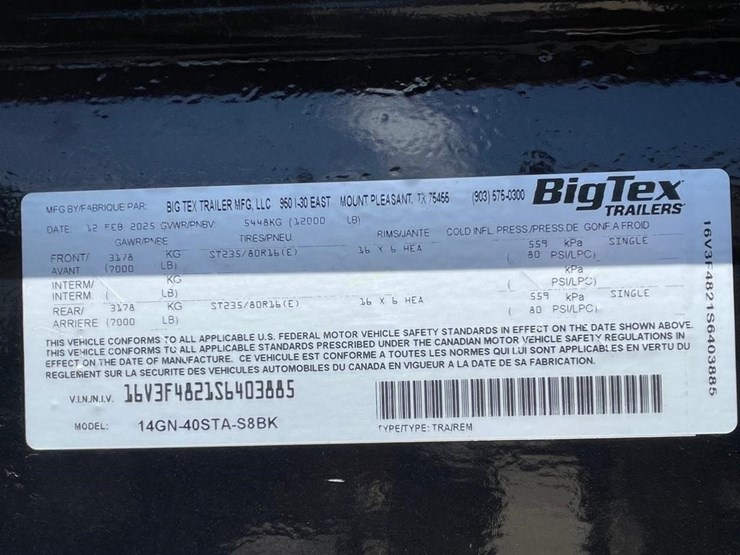 MFG BY/FABRIQUE PAR: BIG TEX TRAILER MFG, LLC 950 I-30 EAST MOUNT PLEASANT, TX 75455 (903) 575-0300 BigTex
TRAILERS
DATE: 12 FEB 2025 GVWR/PNBV: 5448KG (12000 LB)
GAWR/PNBE TIRES/PNEU RIMS/JANTE COLD INFL PRESS/PRESS.DE GONF.A FROID
FRONT/ 3178 KG ST235/80R16(E) 16 X 6 HEA 559 kPa SINGLE
AVANT (7000 LB) ( 80 PSI/LPC)
INTERM/ KG kPa
INTERM ( LB) ( PSI/LPC)
REAR/ 3178 KG ST235/80R16(E) 16 X 6 HEA 559 kPa SINGLE
ARRIERE (7000 LB) ( 80 PSI/LPC)
THIS VEHICLE CONFORMS TO ALL APPLICABLE U.S. FEDERAL MOTOR VEHICLE SAFETY STANDARDS IN EFFECT ON THE DATE SHOWN ABOVE.
THIS VEHICLE CONFORMS TO ALL APPLICABLE STANDARDS PRESCRIBED UNDER THE CANADIAN MOTOR VEHICLE SAFETY REGULATIONS IN
EFFECT ON THE DATE OF MANUFACTURE. CE VEHICULE EST CONFORME A TOUTES LES NORMES QUI LUI SONT APPLICABLES EN VERTU DU
REGLEMENT SUR LA SECURITE DES VEHICULES AUTOMOBILES DU CANADA EN VIGUEUR A LA DATE DE SA FABRICATION.
V.I.N./N.I.V. 16V3F4821S6403885
MODEL: 14GN-40STA-S8BK TYPE/TYPE: TRA/REM
16V3F4821S6403885